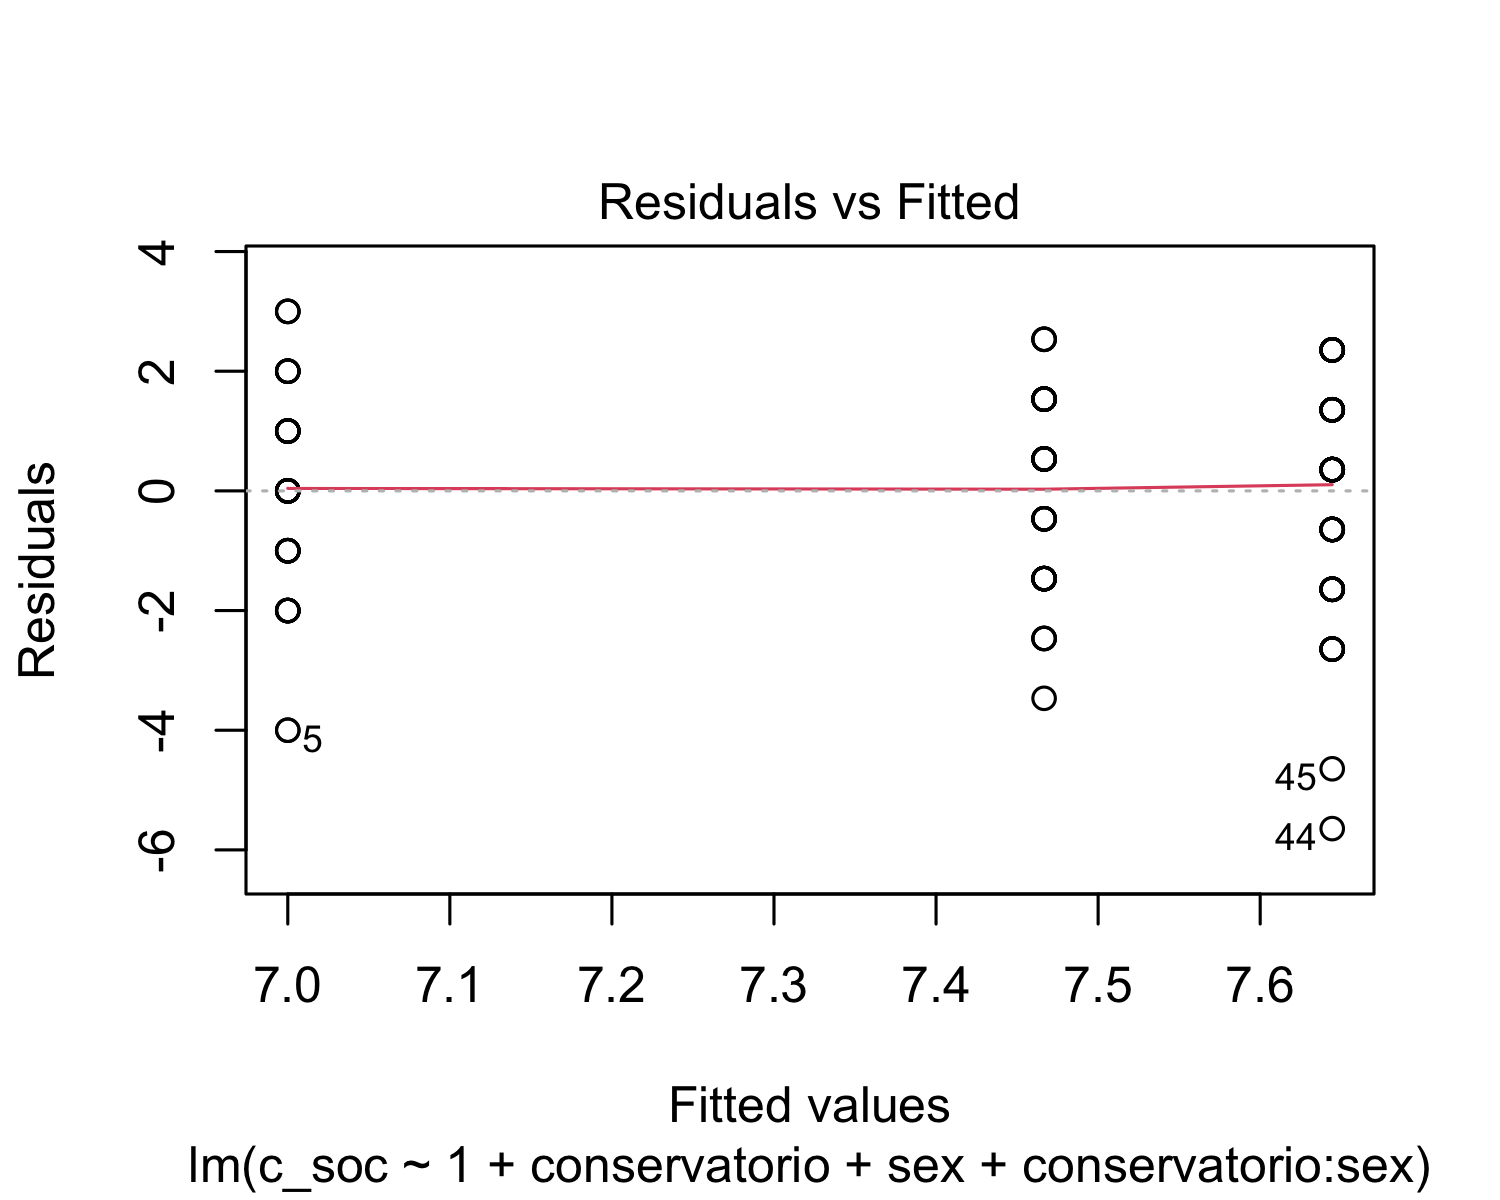 Residuals vs Fitted
4
2
0
-2
-4
-6
Residuals
5
45
44
7.0 7.1 7.2 7.3 7.4 7.5 7.6
Fitted values
lm(c_soc ~ 1 + conservatorio + sex + conservatorio:sex)